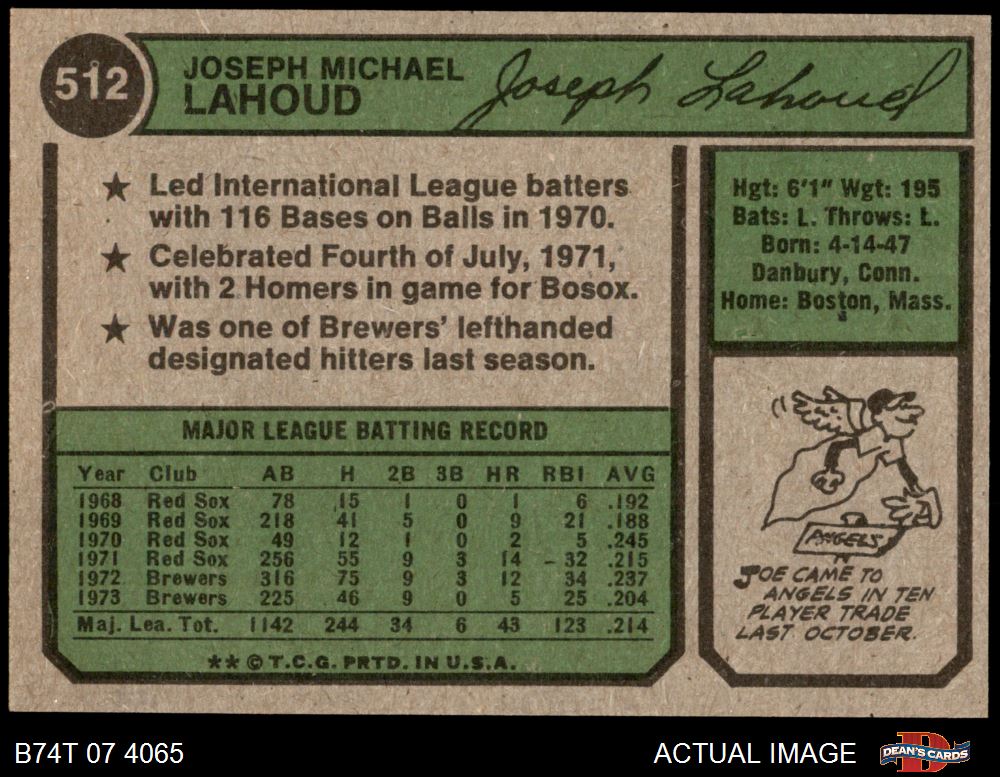 512
JOSEPH MICHAEL
LAHOUD
Joseph Lahoud
★ Led International League batters
with 116 Bases on Balls in 1970.
★ Celebrated Fourth of July, 1971,
with 2 Homers in game for Bosox.
★ Was one of Brewers' lefthanded
designated hitters last season.
Hgt: 6'1" Wgt: 195
Bats: L. Throws: L.
Born: 4-14-47
Danbury, Conn.
Home: Boston, Mass.
MAJOR LEAGUE BATTING RECORD
Year Club AB H 2B 3B HR RBI AVG
1968 Red Sox 78 15 1 0 1 6 .192
1969 Red Sox 218 41 5 0 9 21 .188
1970 Red Sox 49 12 1 0 2 5 .245
1971 Red Sox 256 55 9 3 14 32 .215
1972 Brewers 316 75 9 3 12 34 .237
1973 Brewers 225 46 9 0 5 25 .204
Maj. Lea. Tot. 1142 244 34 6 43 123 .214
** © T.C.G. PRTD. IN U.S.A.
ANGELS
JOE CAME TO
ANGELS IN TEN
PLAYER TRADE
LAST OCTOBER.
B74T 07 4065
ACTUAL IMAGE
DEAN'S CARDS